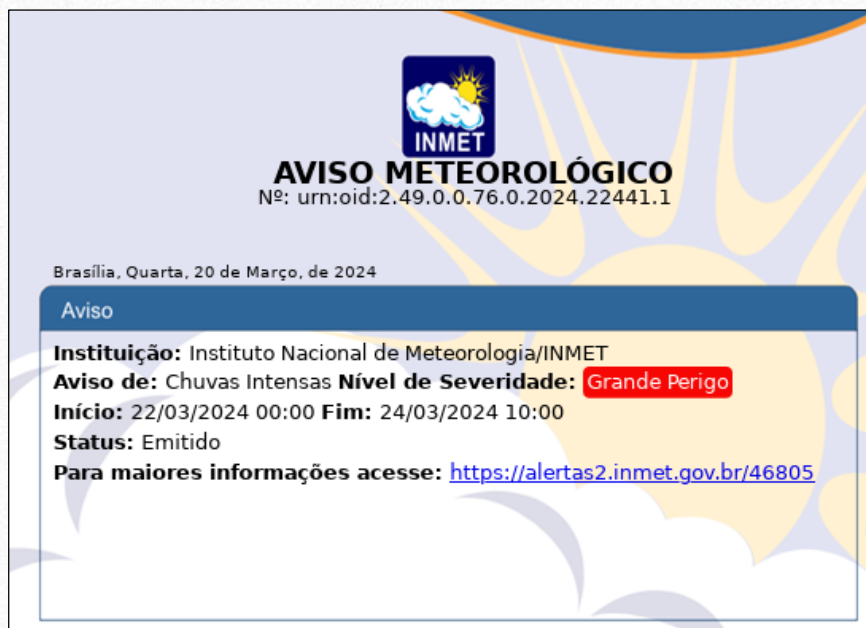 INMET
AVISO METEOROLÓGICO
Nº: urn:oid:2.49.0.0.76.0.2024.22441.1
Brasília, Quarta, 20 de Março, de 2024
Aviso
Instituição: Instituto Nacional de Meteorologia/INMET
Aviso de: Chuvas Intensas Nível de Severidade: Grande Perigo
Início: 22/03/2024 00:00 Fim: 24/03/2024 10:00
Status: Emitido
Para maiores informações acesse: https://alertas2.inmet.gov.br/46805